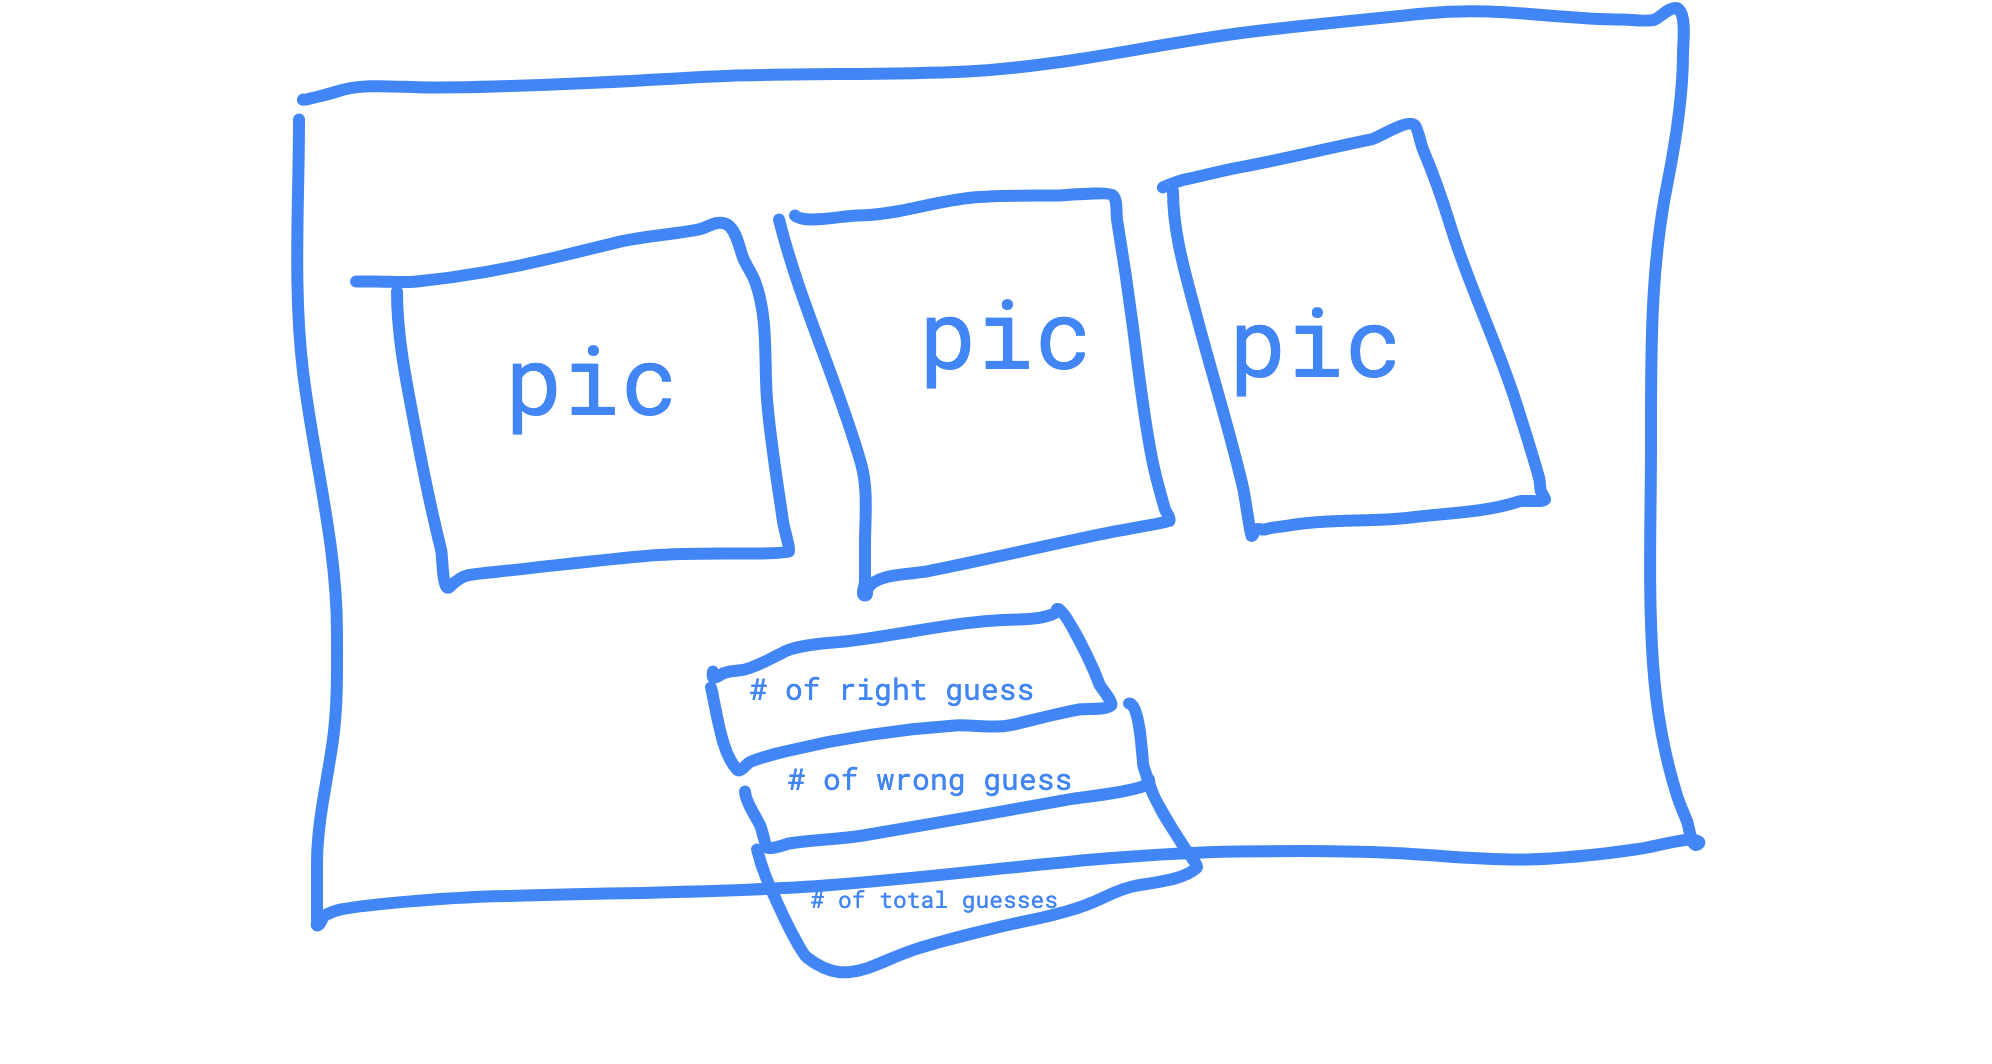 pic
pic
pic
# of right guess
# of wrong guess
# of total guesses